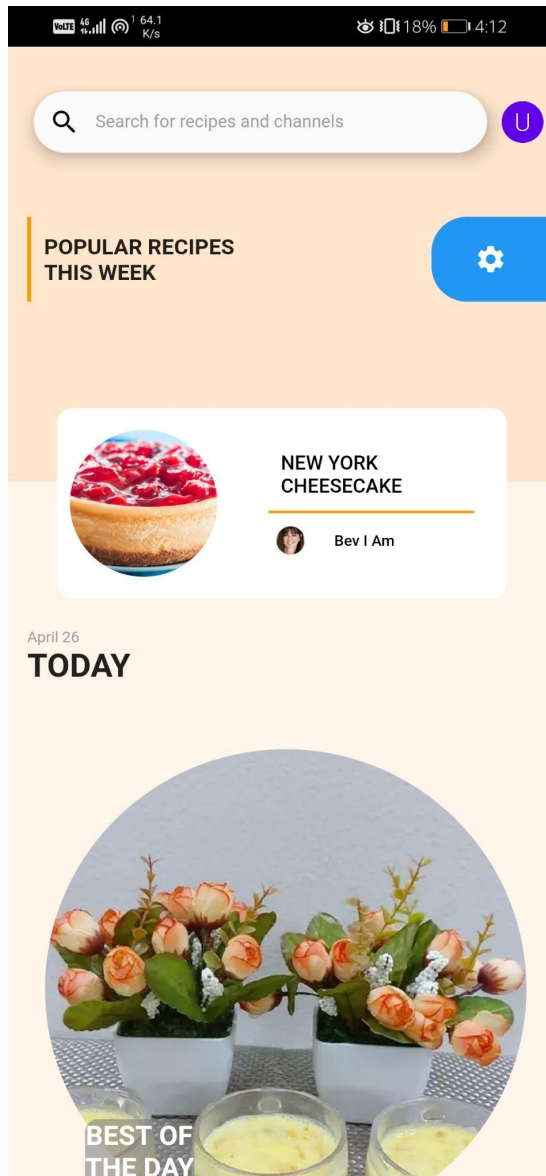 VoLTE 4G 1 64.1 K/s 18% 4:12
Search for recipes and channels
U
POPULAR RECIPES
THIS WEEK
NEW YORK
CHEESECAKE
Bev I Am
April 26
TODAY
BEST OF
THE DAY